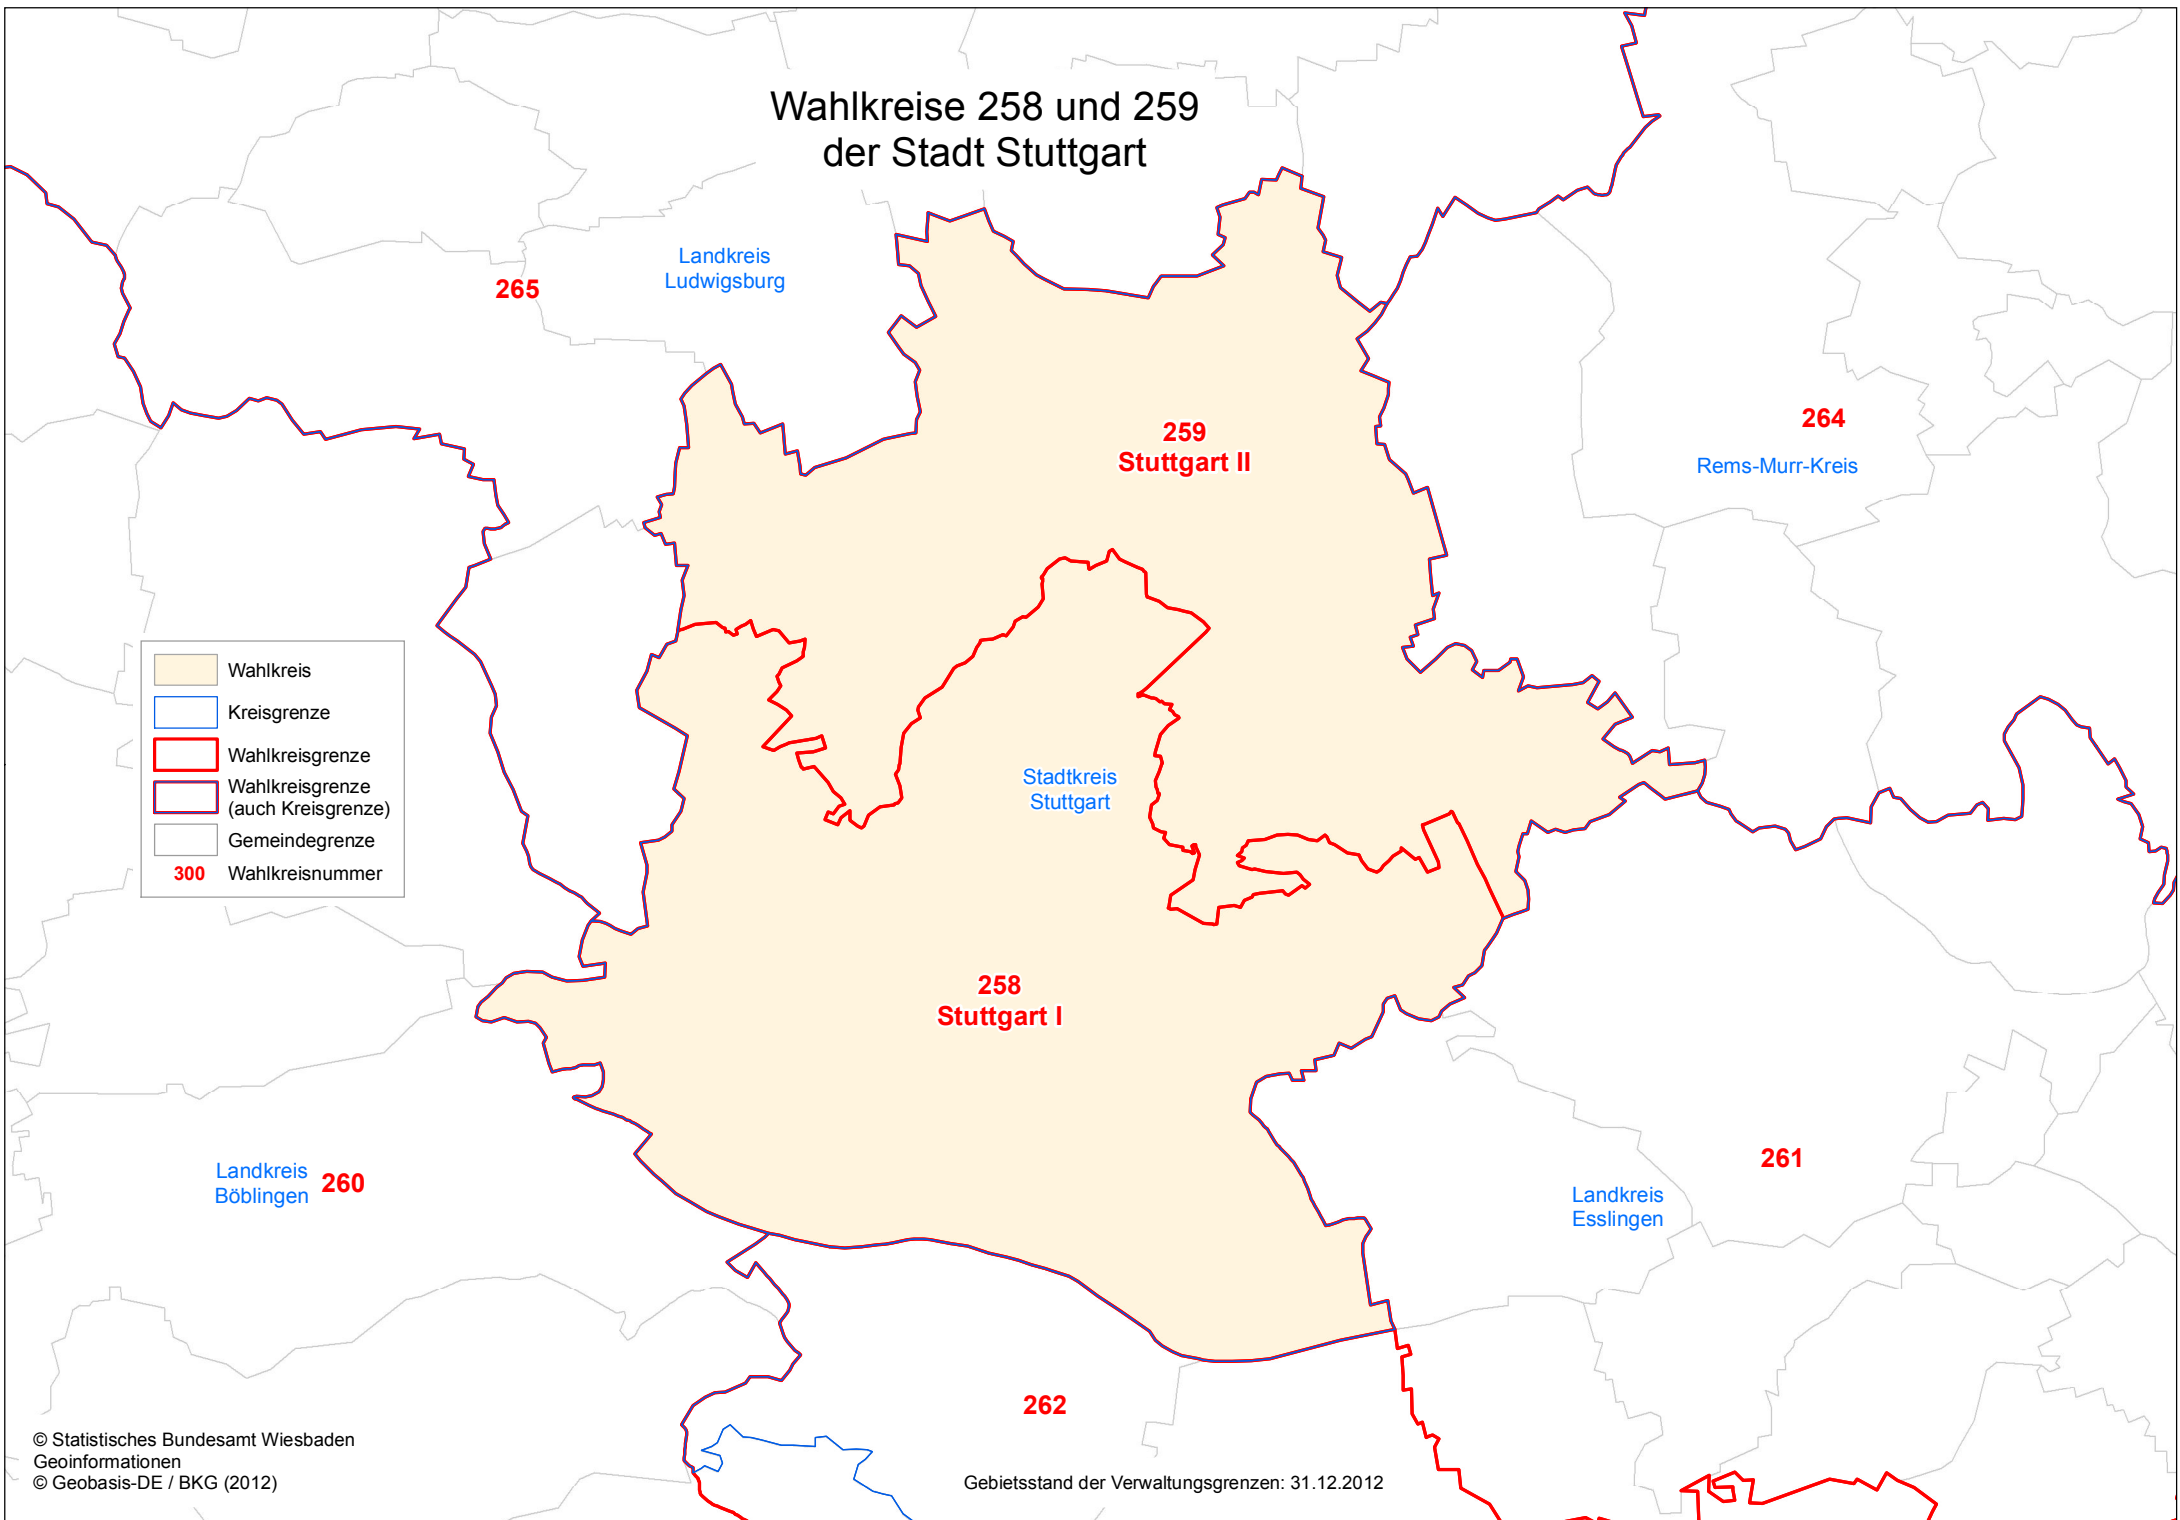 Wahlkreise 258 und 259
der Stadt Stuttgart
Landkreis
Ludwigsburg
265
259
Stuttgart II
264
Rems-Murr-Kreis
Wahlkreis
Kreisgrenze
Wahlkreisgrenze
Wahlkreisgrenze
(auch Kreisgrenze)
Gemeindegrenze
300 Wahlkreisnummer
Stadtkreis
Stuttgart
258
Stuttgart I
Landkreis
Böblingen
260
261
Landkreis
Esslingen
262
© Statistisches Bundesamt Wiesbaden
Geoinformationen
© Geobasis-DE / BKG (2012)
Gebietsstand der Verwaltungsgrenzen: 31.12.2012